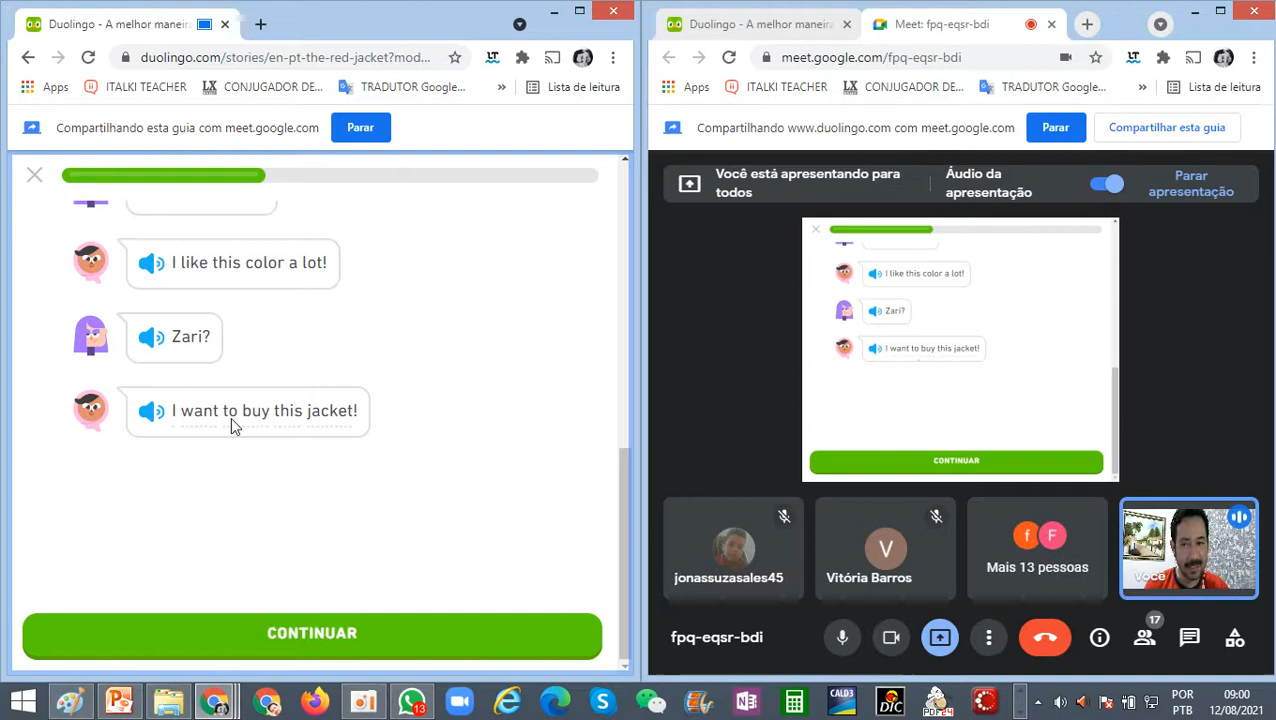 Duolingo - A melhor maneira
duolingo.com/stories/en-pt-the-red-jacket?mod...
Apps
ITALKI TEACHER
LX CONJUGADOR DE...
TRADUTOR Google...
»
Lista de leitura
Compartilhando esta guia com meet.google.com
Parar
I like this color a lot!
Zari?
I want to buy this jacket!
CONTINUAR
Duolingo - A melhor maneira
Meet: fpq-eqsr-bdi
meet.google.com/fpq-eqsr-bdi
Apps
ITALKI TEACHER
LX CONJUGADOR DE...
TRADUTOR Google...
»
Lista de leitura
Compartilhando www.duolingo.com com meet.google.com
Parar
Compartilhar esta guia
Você está apresentando para
todos
Áudio da
apresentação
Parar
apresentação
I like this color a lot!
Zari?
I want to buy this jacket!
CONTINUAR
jonassuzasales45
V
Vitória Barros
f F
Mais 13 pessoas
Você
fpq-eqsr-bdi
17
13
CALD3
DIC
PDF24
POR
PTB
09:00
12/08/2021